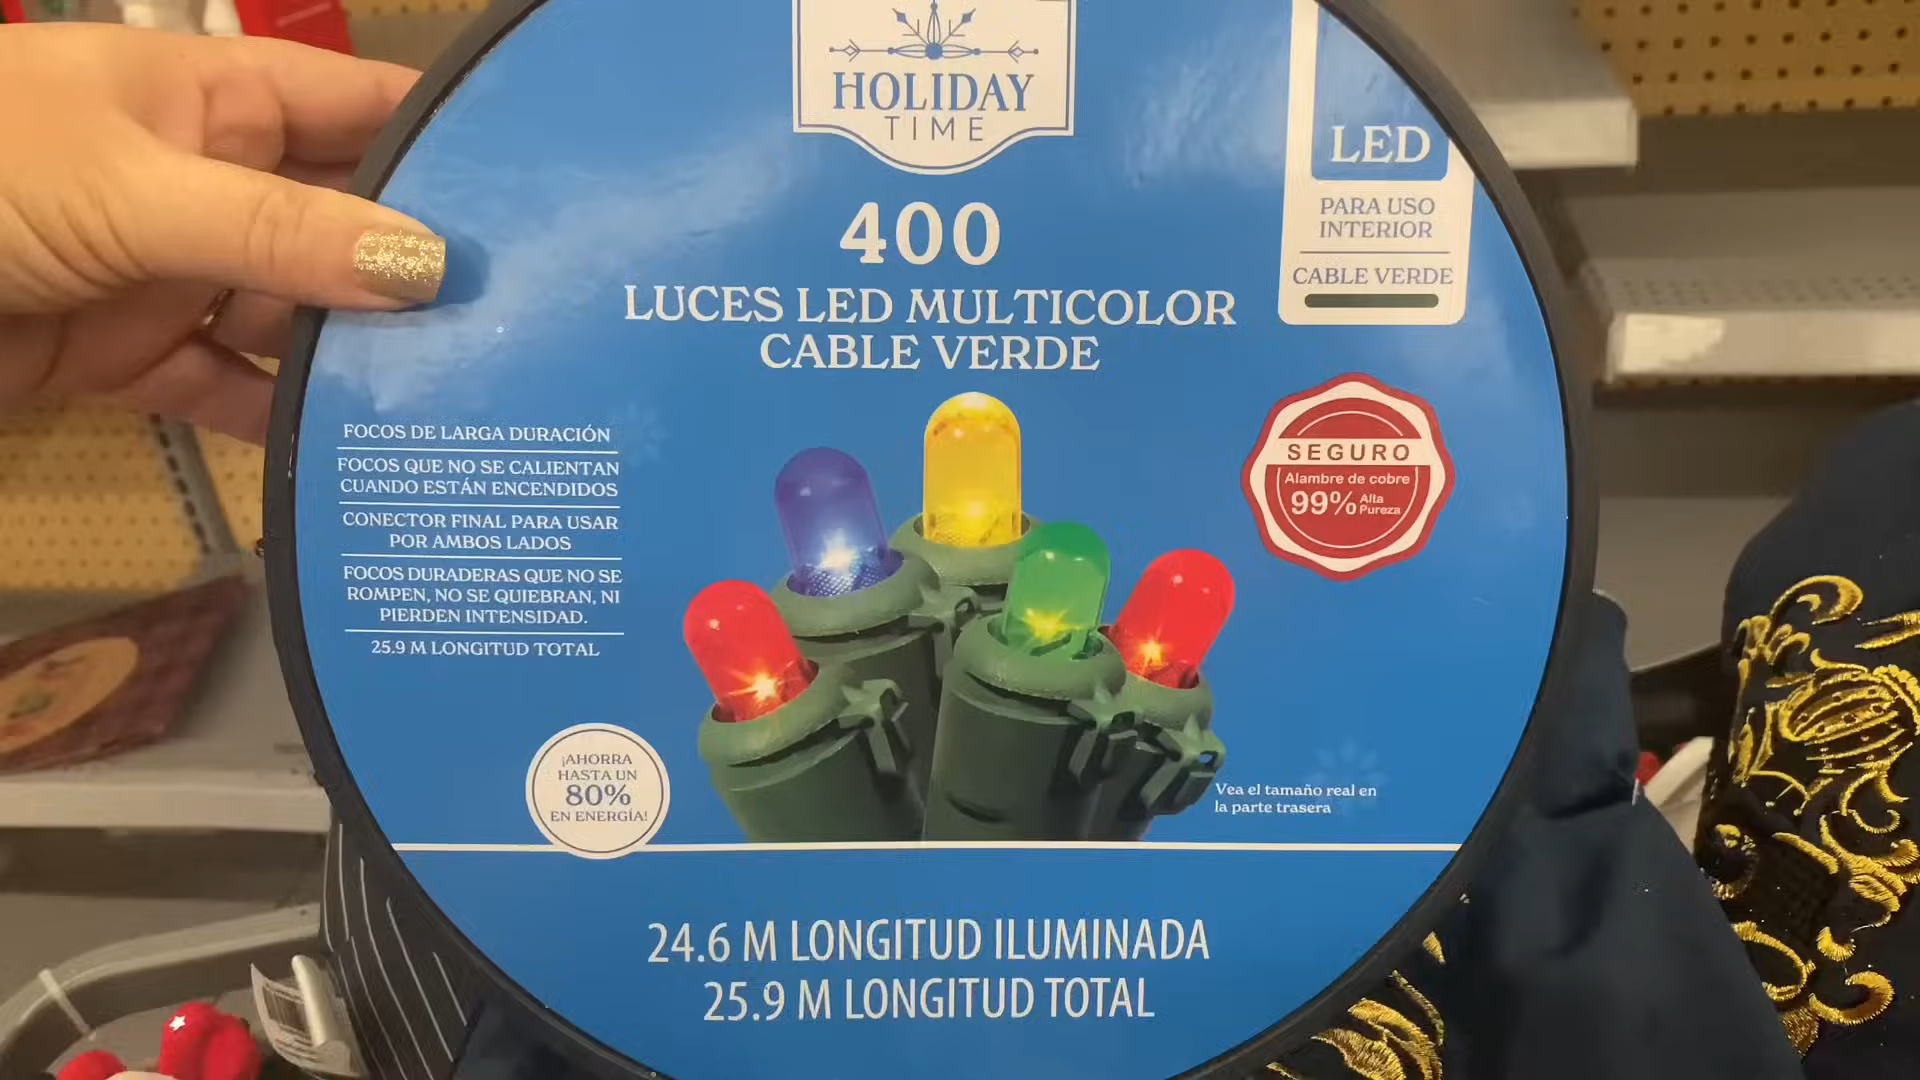 HOLIDAY
TIME
LED
PARA USO
INTERIOR
CABLE VERDE
400
LUCES LED MULTICOLOR
CABLE VERDE
FOCOS DE LARGA DURACIÓN
FOCOS QUE NO SE CALIENTAN
CUANDO ESTÁN ENCENDIDOS
CONECTOR FINAL PARA USAR
POR AMBOS LADOS
FOCOS DURADERAS QUE NO SE
ROMPEN, NO SE QUIEBRAN, NI
PIERDEN INTENSIDAD.
25.9 M LONGITUD TOTAL
SEGURO
Alambre de cobre
99% Alta
Pureza
¡AHORRA
HASTA UN
80%
EN ENERGÍA!
Vea el tamaño real en
la parte trasera
24.6 M LONGITUD ILUMINADA
25.9 M LONGITUD TOTAL